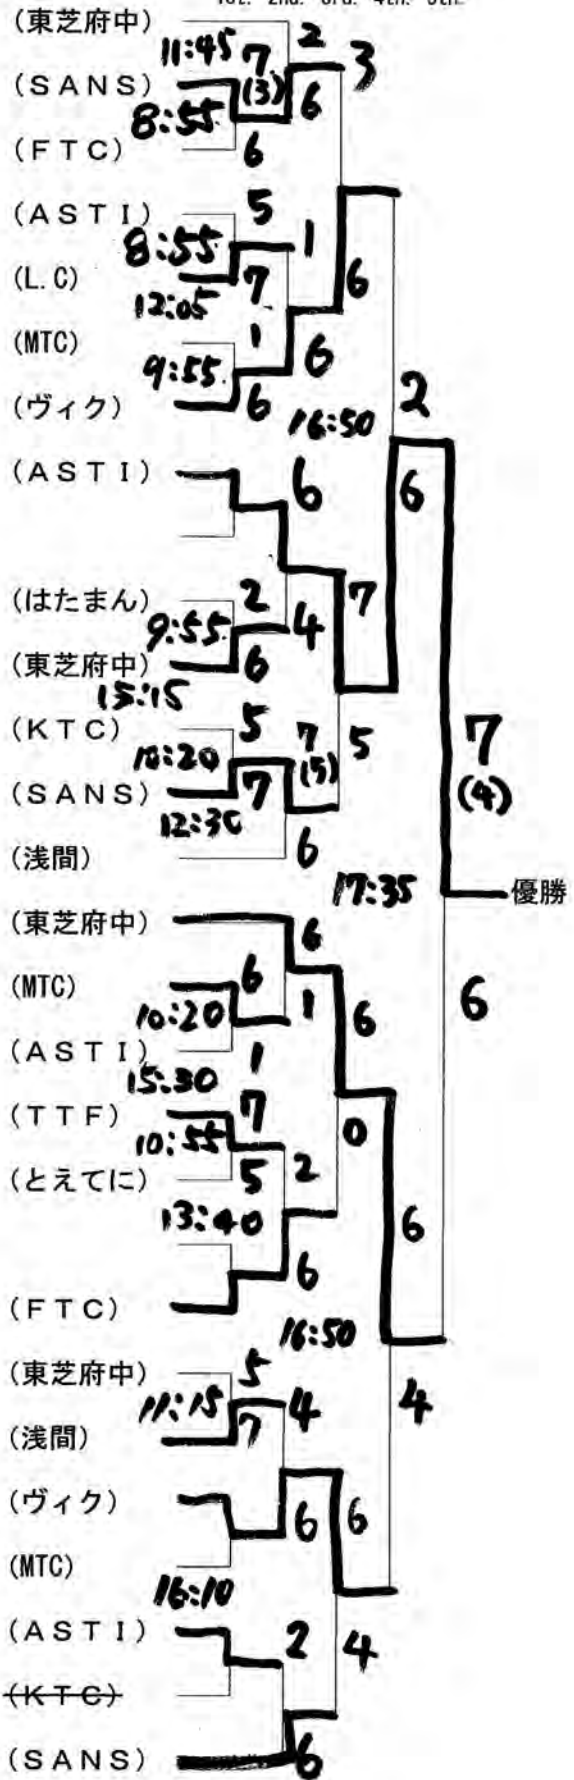 1st. 2nd. 3rd. 4th. 5th.
(東芝府中) 2
11:45 7 3
(SANS) (3) 6
8:55
(FTC) 6
(ASTI) 5
8:55 1
(L.C) 7 6
12:05
(MTC) 1
9:55 6
(ヴィク) 6 2
16:50
(ASTI) 6 6
(はたまん) 2 7
9:55 4
(東芝府中) 6
15:15
(KTC) 5 7 5 7
10:20 (5) (4)
(SANS) 7
12:30
(浅間) 6
17:35 優勝
(東芝府中) 6
(MTC) 6 1 6 6
10:20
(ASTI) 1
15:30
(TTF) 7 0
10:55
(とえてに) 5 2
13:40 6
6
(FTC)
16:50
(東芝府中) 5 4
11:15 4
(浅間) 7
(ヴィク) 6 6
(MTC)
16:10
(ASTI) 2 4
(KTC)
(SANS) 6